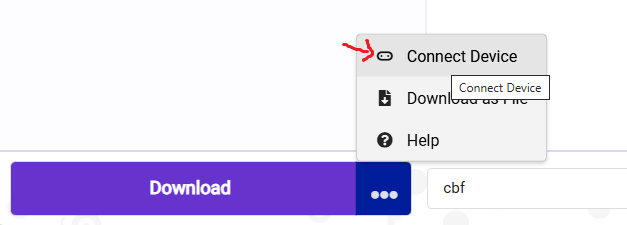 Connect Device
Connect Device
Download as File
Help
Download
cbf